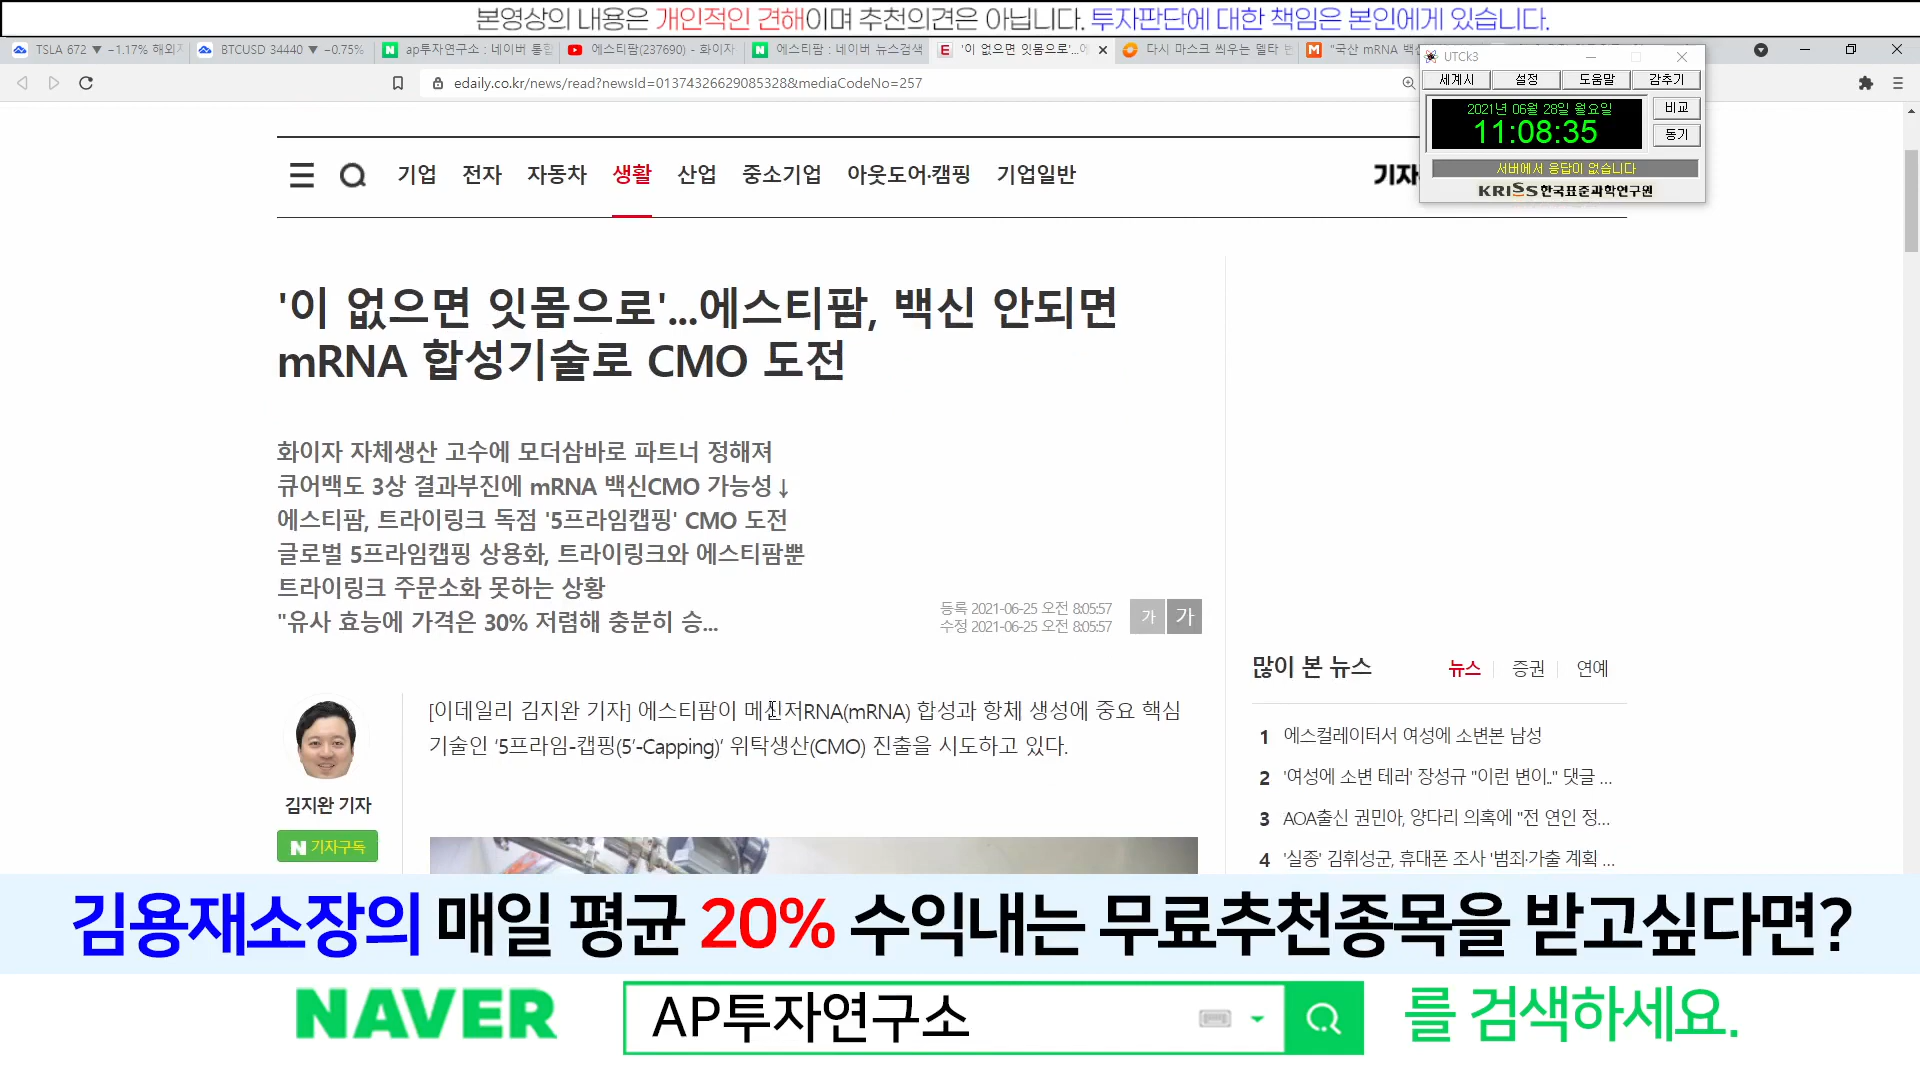 본영상의 내용은 개인적인 견해이며 추천의견은 아닙니다. 투자판단에 대한 책임은 본인에게 있습니다.
TSLA 672 ▼ −1.17% 해외
BTCUSD 34440 ▼ −0.75%
ap투자연구소 : 네이버 통합
에스티팜(237690) - 화이자
에스티팜 : 네이버 뉴스검색
'이 없으면 잇몸으로'...에
다시 마스크 씌우는 델타 변
"국산 mRNA 백신
edaily.co.kr/news/read?newsId=01374326629085328&mediaCodeNo=257
UTCk3
세계시 설정 도움말 감추기
2021년 06월 28일 월요일
11:08:35
비교
동기
서버에서 응답이 없습니다
KRISS 한국표준과학연구원
기업 전자 자동차 생활 산업 중소기업 아웃도어·캠핑 기업일반
기자
'이 없으면 잇몸으로'...에스티팜, 백신 안되면
mRNA 합성기술로 CMO 도전
화이자 자체생산 고수에 모더삼바로 파트너 정해져
큐어백도 3상 결과부진에 mRNA 백신CMO 가능성↓
에스티팜, 트라이링크 독점 '5프라임캡핑' CMO 도전
글로벌 5프라임캡핑 상용화, 트라이링크와 에스티팜뿐
트라이링크 주문소화 못하는 상황
"유사 효능에 가격은 30% 저렴해 충분히 승...
등록 2021-06-25 오전 8:05:57
수정 2021-06-25 오전 8:05:57
가 가
[이데일리 김지완 기자] 에스티팜이 메신저RNA(mRNA) 합성과 항체 생성에 중요 핵심
기술인 ‘5프라임-캡핑(5’-Capping)’ 위탁생산(CMO) 진출을 시도하고 있다.
김지완 기자
N 기자구독
많이 본 뉴스
뉴스 증권 연예
1 에스컬레이터서 여성에 소변본 남성
2 '여성에 소변 테러' 장성규 "이런 변이.." 댓글 ...
3 AOA출신 권민아, 양다리 의혹에 "전 연인 정...
4 '실종' 김휘성군, 휴대폰 조사 '범죄·가출 계획 ...
김용재소장의 매일 평균 20% 수익내는 무료추천종목을 받고싶다면?
NAVER AP투자연구소 를 검색하세요.